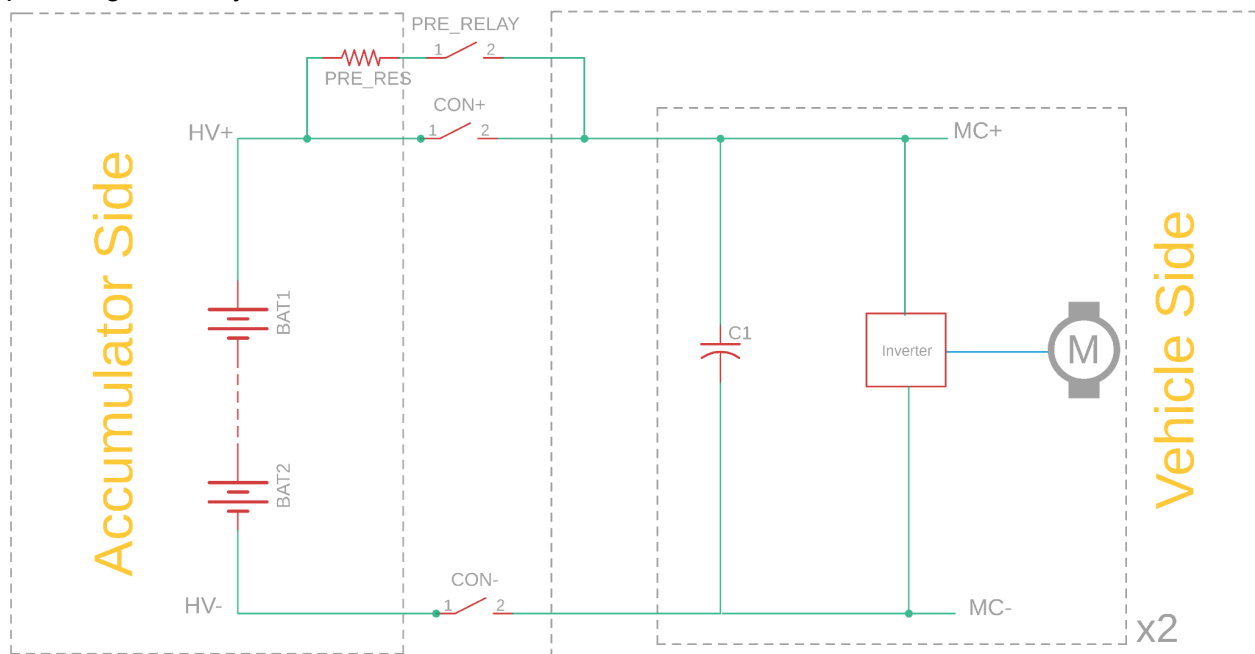 PRE_RELAY
1
2
PRE_RES
CON+
HV+
1
2
MC+
Accumulator Side
BAT1
C1
Inverter
M
Vehicle Side
BAT2
CON-
HV-
1
2
MC-
x2